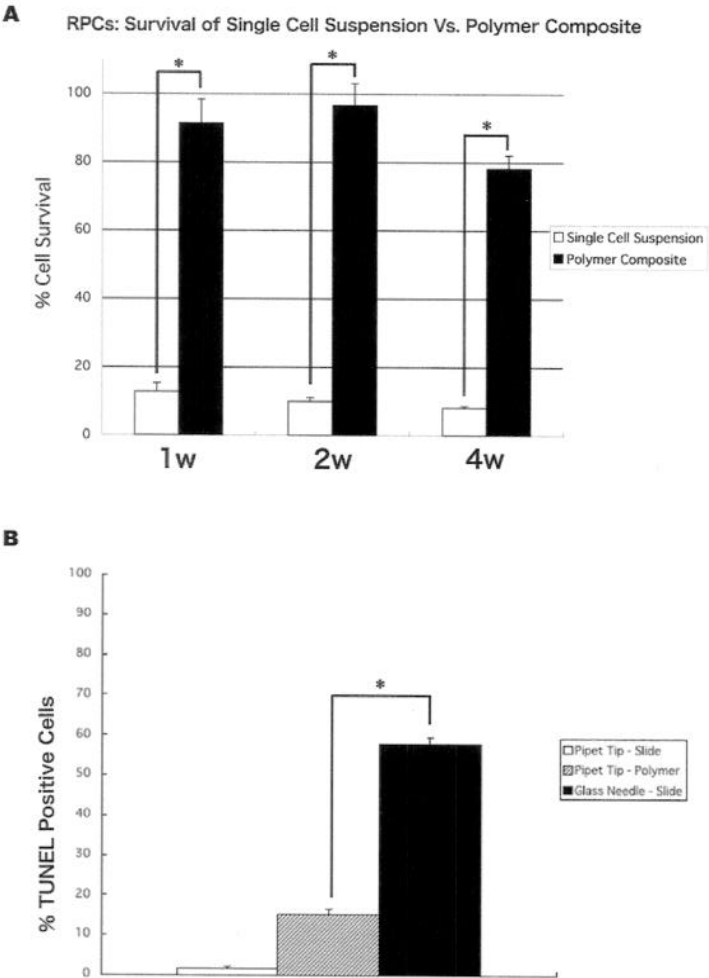 A
RPCs: Survival of Single Cell Suspension Vs. Polymer Composite
*
*
*
100
80
60
40
20
0
% Cell Survival
Single Cell Suspension
Polymer Composite
1w
2w
4w
B
100
90
80
70
60
50
40
30
20
10
0
% TUNEL Positive Cells
*
Pipet Tip - Slide
Pipet Tip - Polymer
Glass Needle - Slide